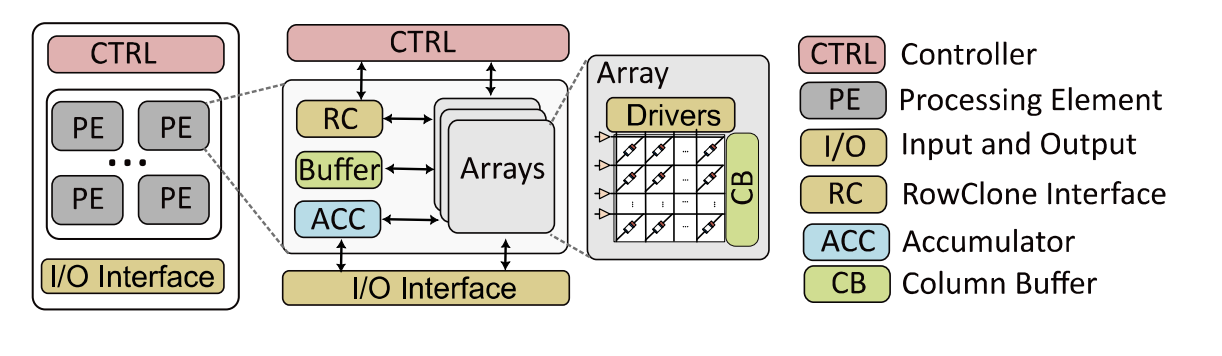 CTRL
PE
PE
...
PE
PE
I/O Interface
CTRL
RC
Buffer
ACC
Arrays
I/O Interface
Array
Drivers
CB
CTRL Controller
PE Processing Element
I/O Input and Output
RC RowClone Interface
ACC Accumulator
CB Column Buffer